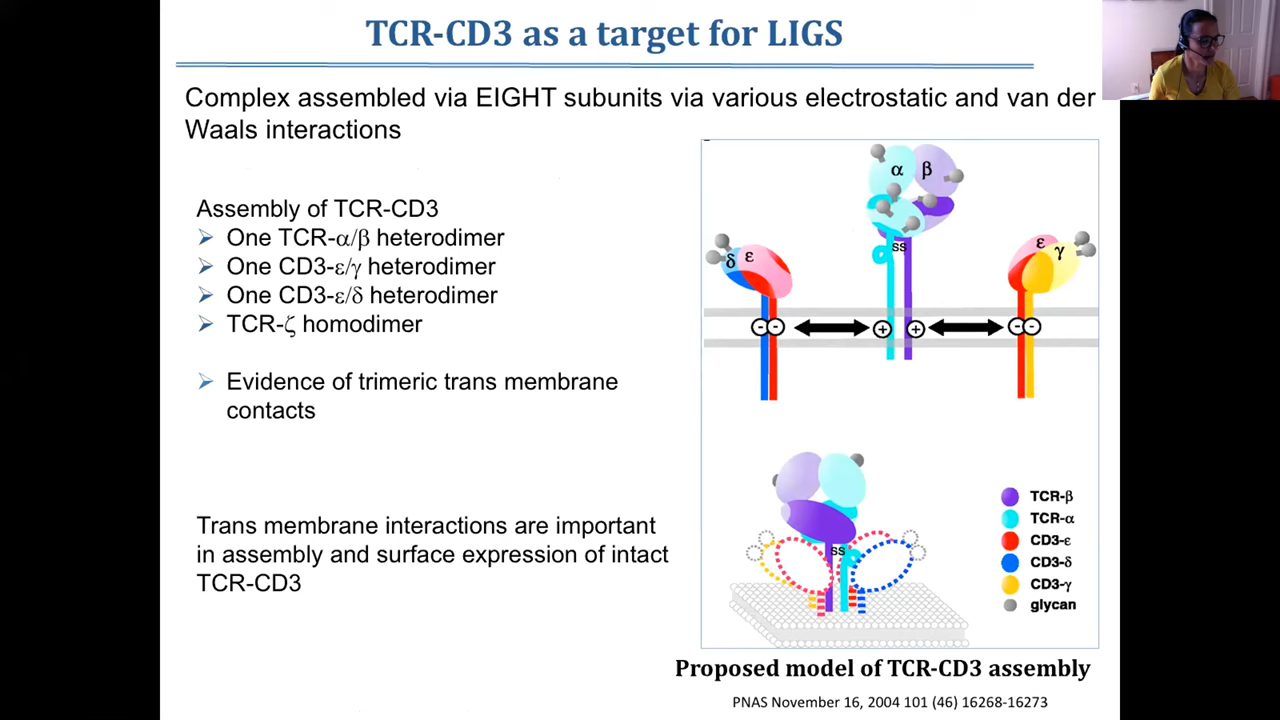 TCR-CD3 as a target for LIGS
Complex assembled via EIGHT subunits via various electrostatic and van der
Waals interactions
Assembly of TCR-CD3
One TCR-α/β heterodimer
One CD3-ε/γ heterodimer
One CD3-ε/δ heterodimer
TCR-ζ homodimer
Evidence of trimeric trans membrane
contacts
Trans membrane interactions are important
in assembly and surface expression of intact
TCR-CD3
α β
δ ε
ss
ε γ
- - + + - -
ss
TCR-β
TCR-α
CD3-ε
CD3-δ
CD3-γ
glycan
Proposed model of TCR-CD3 assembly
PNAS November 16, 2004 101 (46) 16268-16273